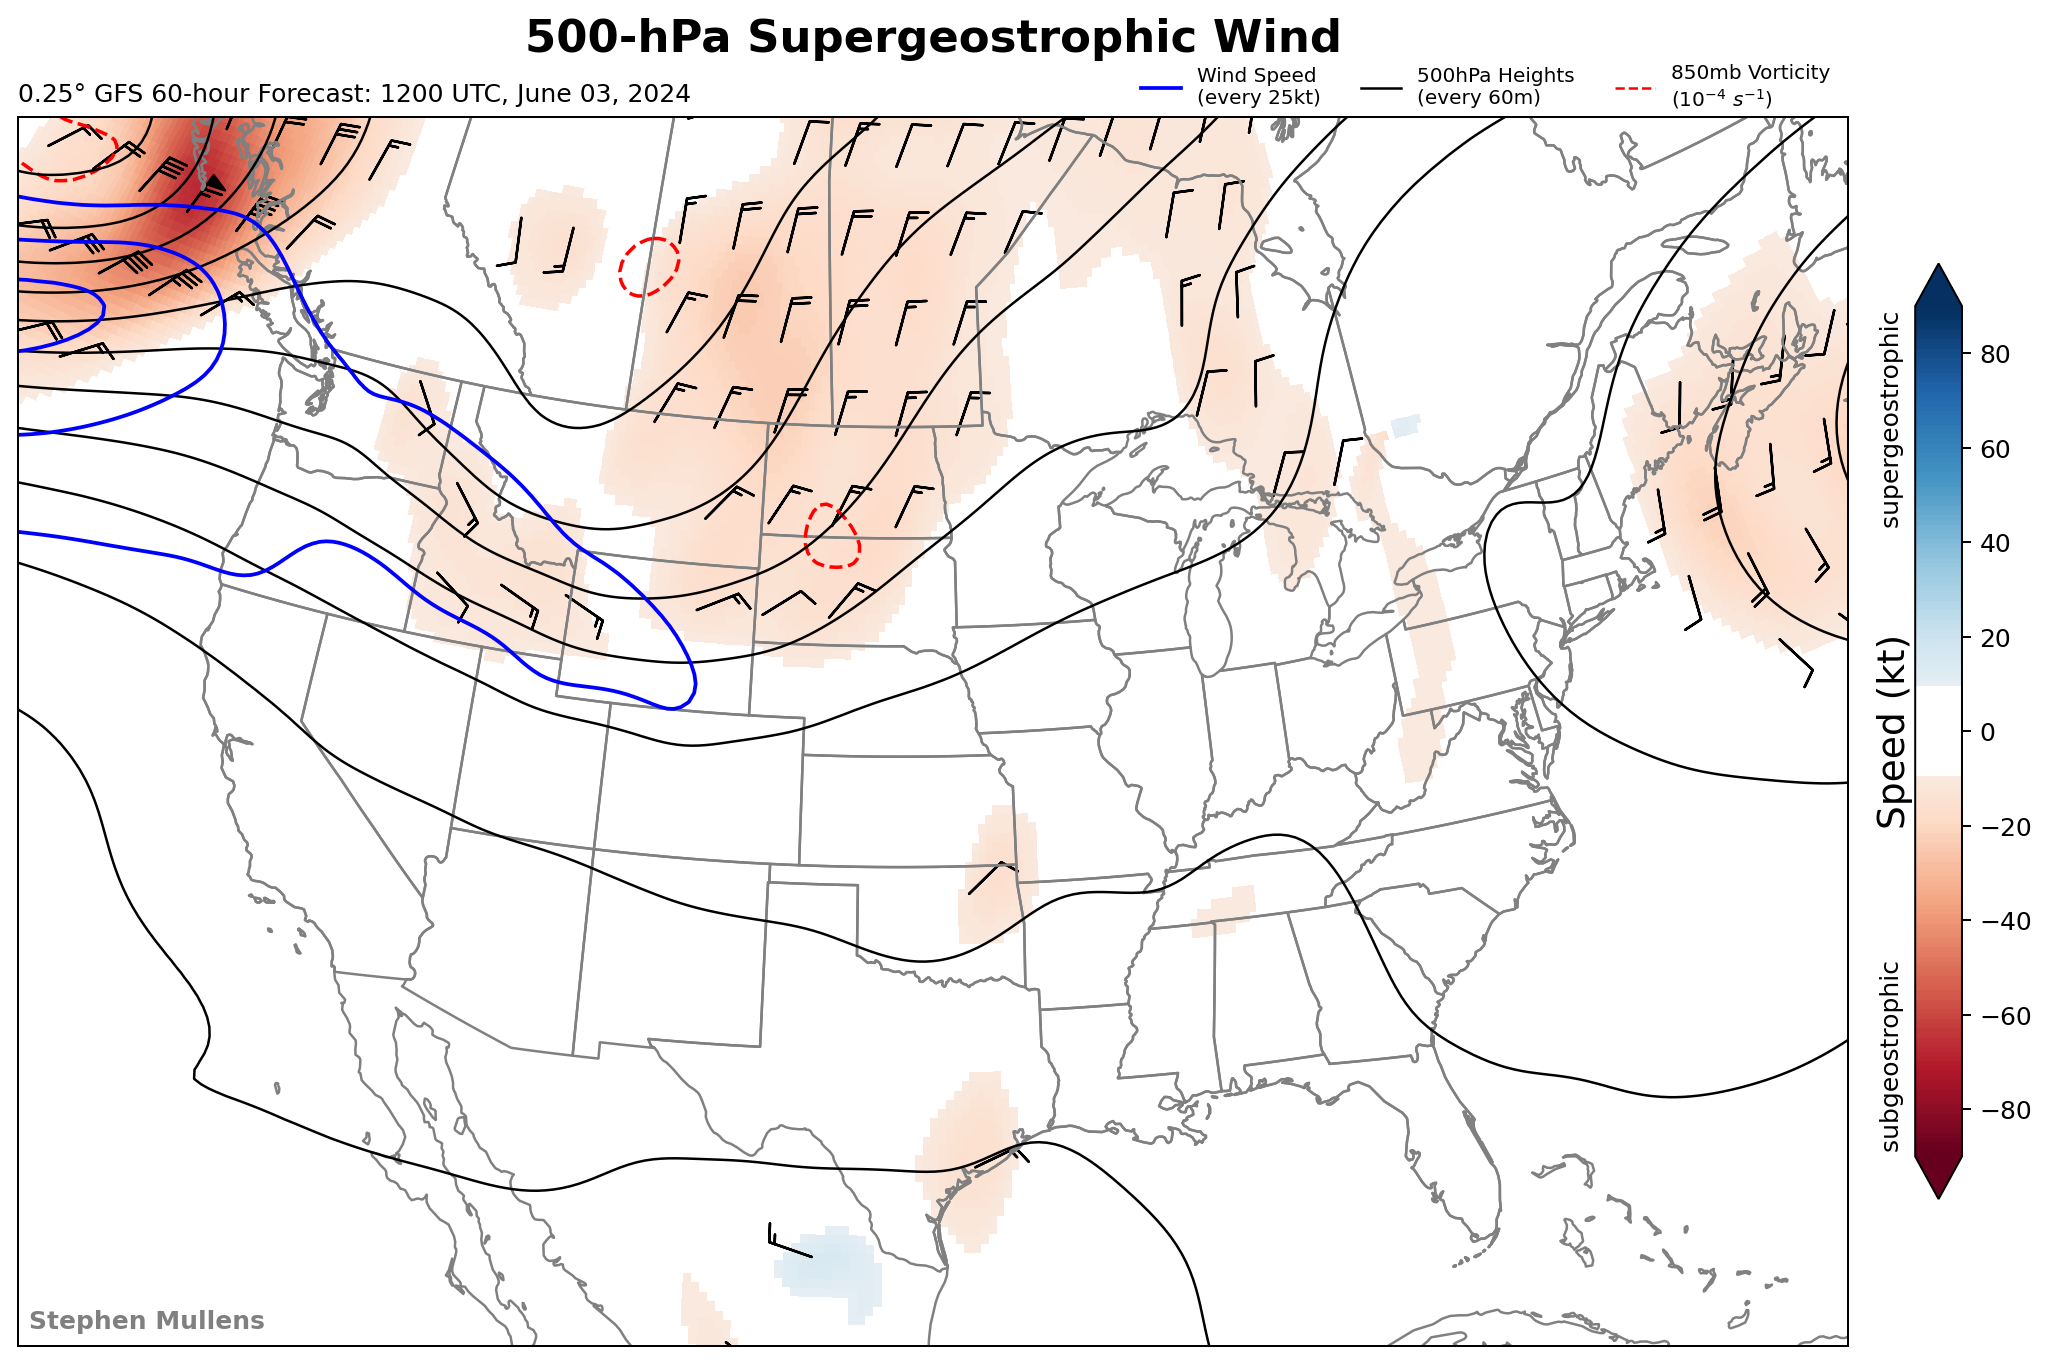 500-hPa Supergeostrophic Wind
0.25° GFS 60-hour Forecast: 1200 UTC, June 03, 2024
Wind Speed
(every 25kt)
500hPa Heights
(every 60m)
850mb Vorticity
(10⁻⁴ s⁻¹)
supergeostrophic
Speed (kt)
subgeostrophic
80
60
40
20
0
−20
−40
−60
−80
Stephen Mullens